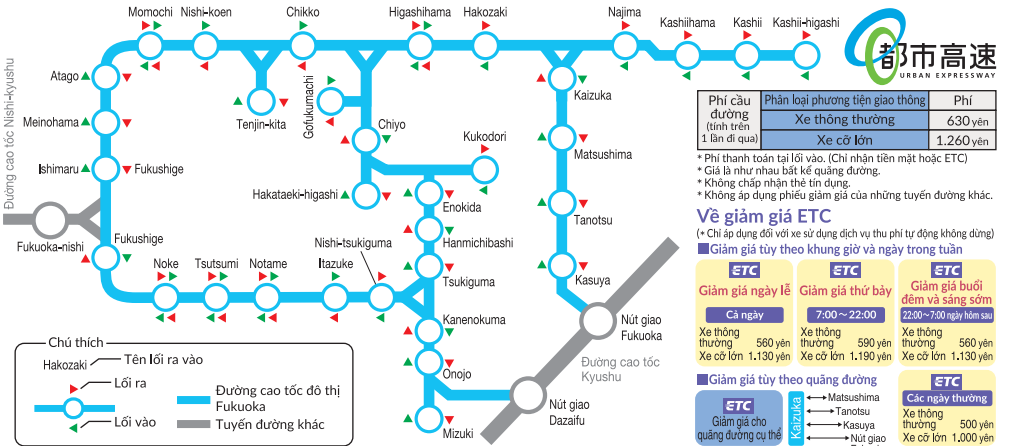 Momochi
Nishi-koen
Chikko
Higashihama
Hakozaki
Najima
Kashiihama
Kashii
Kashii-higashi
Đường cao tốc Nishi-kyushu
Atago
Meinohama
Ishimaru
Fukushige
Fukuoka-nishi
Fukushige
Tenjin-kita
Gofukumachi
Chiyo
Kukodori
Hakataeki-higashi
Enokida
Hanmichibashi
Nishi-tsukiguma
Tsukiguma
Kanenokuma
Onojo
Mizuki
Noke
Tsutsumi
Notame
Itazuke
Kaizuka
Matsushima
Tanotsu
Kasuya
Nút giao
Fukuoka
Đường cao tốc
Kyushu
Nút giao
Dazaifu
Chú thích
Hakozaki
Tên lối ra vào
Lối ra
Lối vào
Đường cao tốc đô thị
Fukuoka
Tuyến đường khác
都市高速
URBAN EXPRESSWAY
Phí cầu
đường
(tính trên
1 lần đi qua)
Phân loại phương tiện giao thông Phí
Xe thông thường 630 yên
Xe cỡ lớn 1.260 yên
* Phí thanh toán tại lối vào. (Chỉ nhận tiền mặt hoặc ETC)
* Giá là như nhau bất kể quãng đường.
* Không chấp nhận thẻ tín dụng.
* Không áp dụng phiếu giảm giá của những tuyến đường khác.
Về giảm giá ETC
(* Chỉ áp dụng đối với xe sử dụng dịch vụ thu phí tự động không dừng)
Giảm giá tùy theo khung giờ và ngày trong tuần
ETC
Giảm giá ngày lễ
Cả ngày
Xe thông
thường 560 yên
Xe cỡ lớn 1.130 yên
ETC
Giảm giá thứ bảy
7:00～22:00
Xe thông
thường 590 yên
Xe cỡ lớn 1.190 yên
ETC
Giảm giá buổi
đêm và sáng sớm
22:00～7:00 ngày hôm sau
Xe thông
thường 560 yên
Xe cỡ lớn 1.130 yên
Giảm giá tùy theo quãng đường
ETC
Giảm giá cho
quãng đường cụ thể
Kaizuka
Matsushima
Tanotsu
Kasuya
Nút giao
ETC
Các ngày thường
Xe thông
thường 500 yên
Xe cỡ lớn 1.000 yên